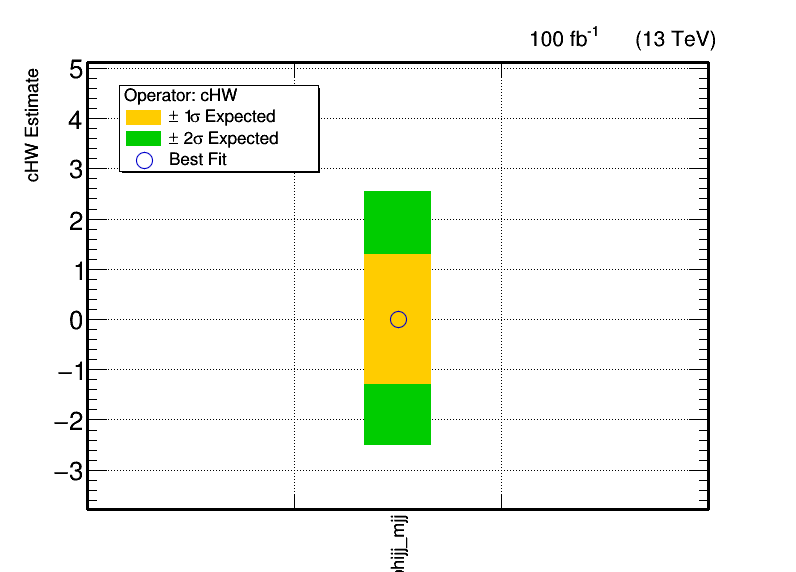 100 fb-1 (13 TeV)
cHW Estimate
5
4
3
2
1
0
−1
−2
−3
Operator: cHW
± 1σ Expected
± 2σ Expected
Best Fit